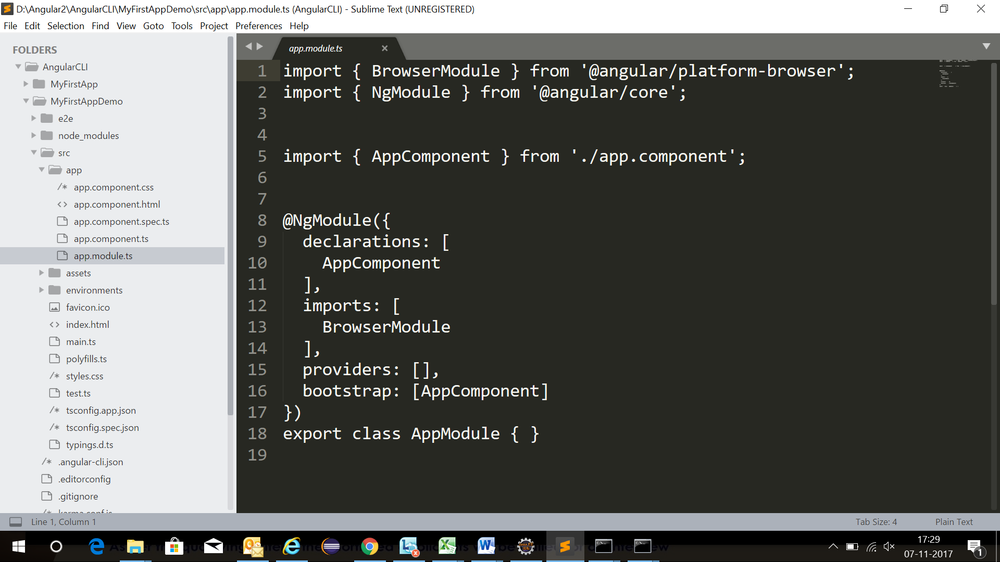 D:\Angular2\AngularCLI\MyFirstAppDemo\src\app\app.module.ts (AngularCLI) - Sublime Text (UNREGISTERED)
File Edit Selection Find View Goto Tools Project Preferences Help
FOLDERS
AngularCLI
MyFirstApp
MyFirstAppDemo
e2e
node_modules
src
app
/* app.component.css
<> app.component.html
app.component.spec.ts
app.component.ts
app.module.ts
assets
environments
favicon.ico
<> index.html
main.ts
polyfills.ts
/* styles.css
test.ts
/* tsconfig.app.json
/* tsconfig.spec.json
typings.d.ts
/* .angular-cli.json
.editorconfig
.gitignore
app.module.ts
1 import { BrowserModule } from '@angular/platform-browser';
2 import { NgModule } from '@angular/core';
3
4
5 import { AppComponent } from './app.component';
6
7
8 @NgModule({
9 declarations: [
10 AppComponent
11 ],
12 imports: [
13 BrowserModule
14 ],
15 providers: [],
16 bootstrap: [AppComponent]
17 })
18 export class AppModule { }
19
Line 1, Column 1
Tab Size: 4 Plain Text
17:29
07-11-2017
1